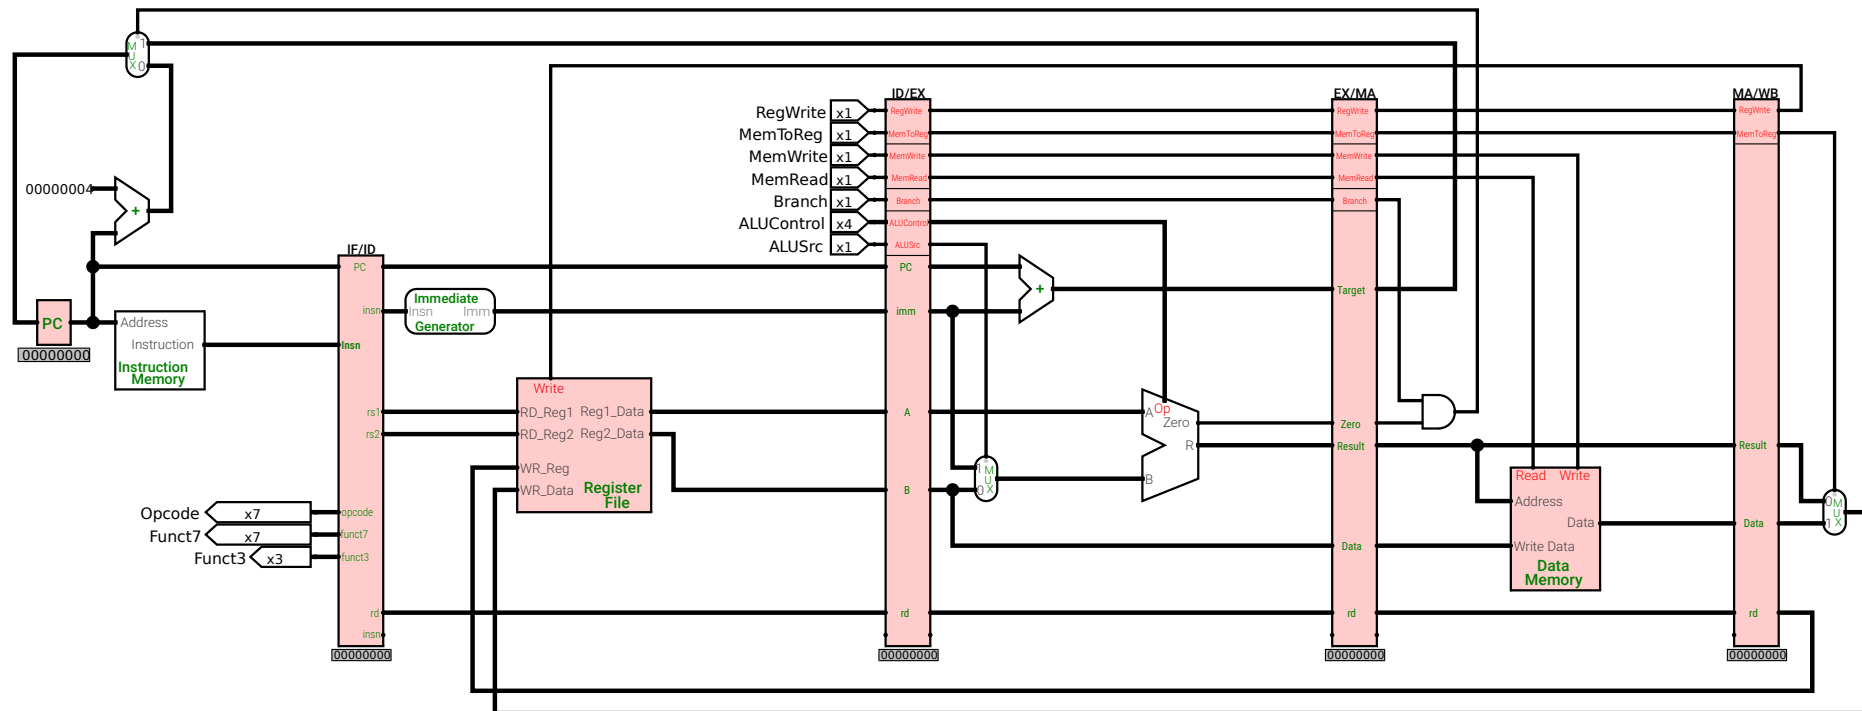 M
U
X
1
0
00000004
+
PC
00000000
Address
Instruction
Instruction
Memory
IF/ID
PC
insn
Insn
rs1
rs2
opcode
funct7
funct3
rd
insn
00000000
Opcode
x7
Funct7
x7
Funct3
x3
Immediate
Insn Imm
Generator
Write
RD_Reg1 Reg1_Data
RD_Reg2 Reg2_Data
WR_Reg
WR_Data
Register
File
RegWrite x1
MemToReg x1
MemWrite x1
MemRead x1
Branch x1
ALUControl x4
ALUSrc x1
ID/EX
RegWrite
MemToReg
MemWrite
MemRead
Branch
ALUControl
ALUSrc
PC
imm
A
B
rd
00000000
+
1
0
M
U
X
A
Op
Zero
R
B
EX/MA
RegWrite
MemToReg
MemWrite
MemRead
Branch
Target
Zero
Result
Data
rd
00000000
Read Write
Address
Data
Write Data
Data
Memory
MA/WB
RegWrite
MemToReg
Result
Data
rd
00000000
0
1
M
U
X